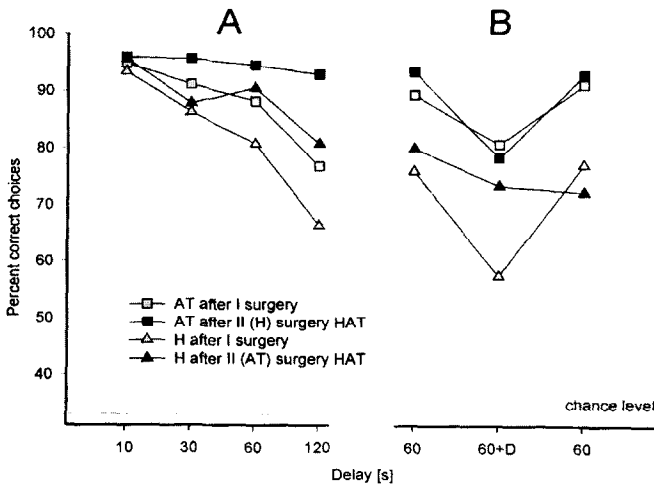 A
B
Percent correct choices
100
90
80
70
60
50
40
AT after I surgery
AT after II (H) surgery HAT
H after I surgery
H after II (AT) surgery HAT
chance level
10 30 60 120
60 60+D 60
Delay [s]